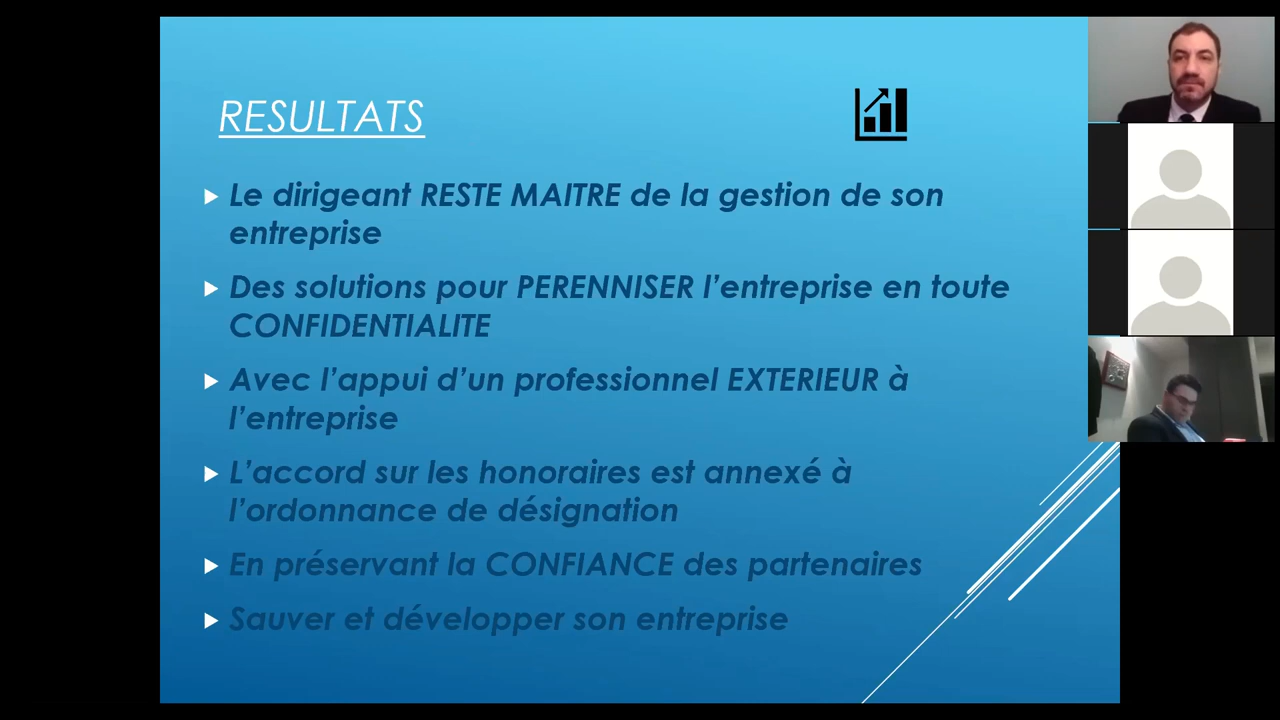 RESULTATS
Le dirigeant RESTE MAITRE de la gestion de son
entreprise
Des solutions pour PERENNISER l’entreprise en toute
CONFIDENTIALITE
Avec l’appui d’un professionnel EXTERIEUR à
l’entreprise
L’accord sur les honoraires est annexé à
l’ordonnance de désignation
En préservant la CONFIANCE des partenaires
Sauver et développer son entreprise